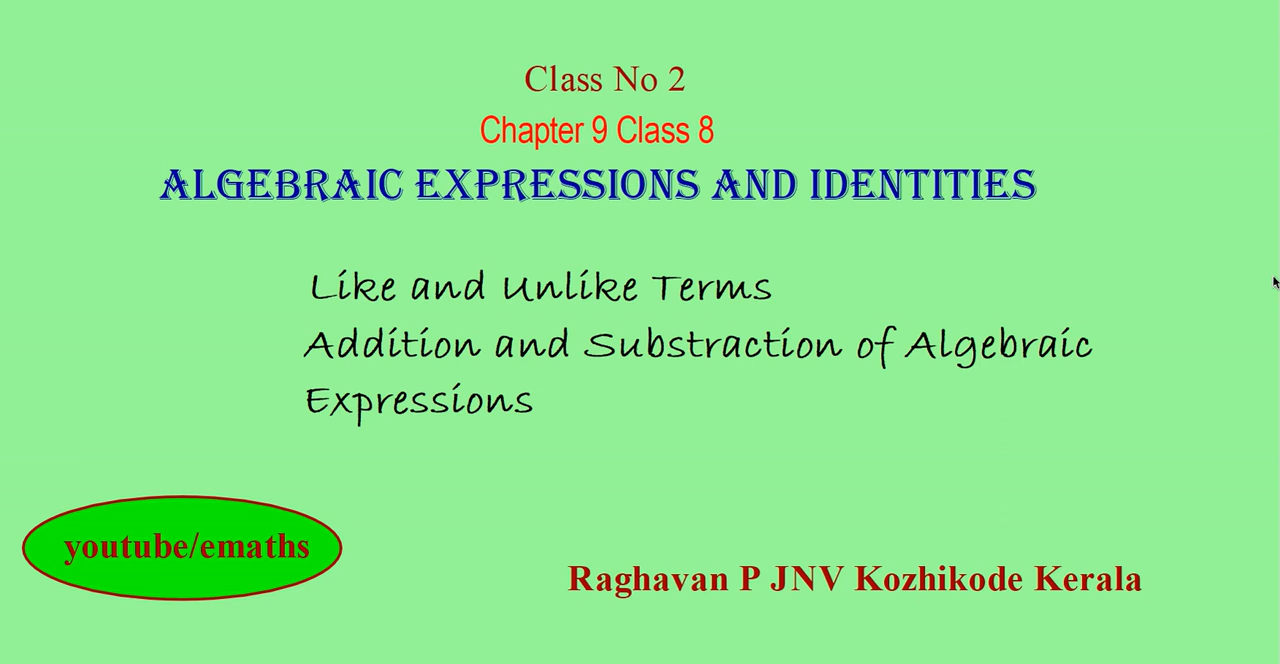 Class No 2
Chapter 9 Class 8
ALGEBRAIC EXPRESSIONS AND IDENTITIES
Like and Unlike Terms
Addition and Substraction of Algebraic
Expressions
youtube/emaths
Raghavan P JNV Kozhikode Kerala